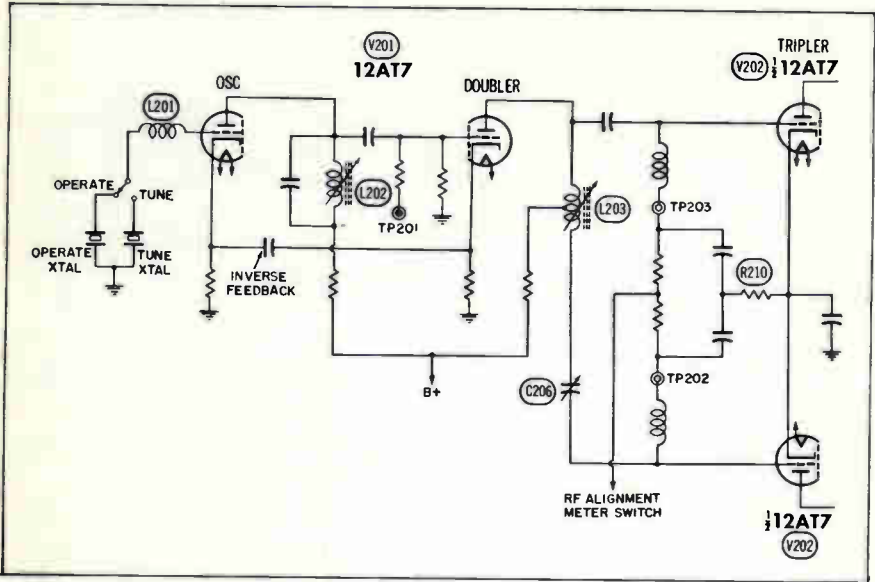 V201
12AT7
TRIPLER
V202 ½ 12AT7
OSC
DOUBLER
L201
OPERATE
TUNE
L202
TP201
L203
TP203
OPERATE
XTAL
TUNE
XTAL
INVERSE
FEEDBACK
R210
B+
C206
TP202
RF ALIGNMENT
METER SWITCH
½12AT7
V202